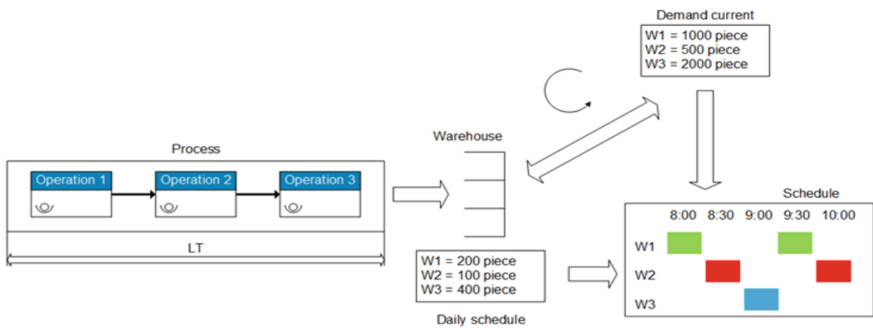 Demand current
W1 = 1000 piece
W2 = 500 piece
W3 = 2000 piece
Warehouse
Process
Operation 1
Operation 2
Operation 3
LT
W1 = 200 piece
W2 = 100 piece
W3 = 400 piece
Daily schedule
Schedule
8:00 8:30 9:00 9:30 10:00
W1
W2
W3